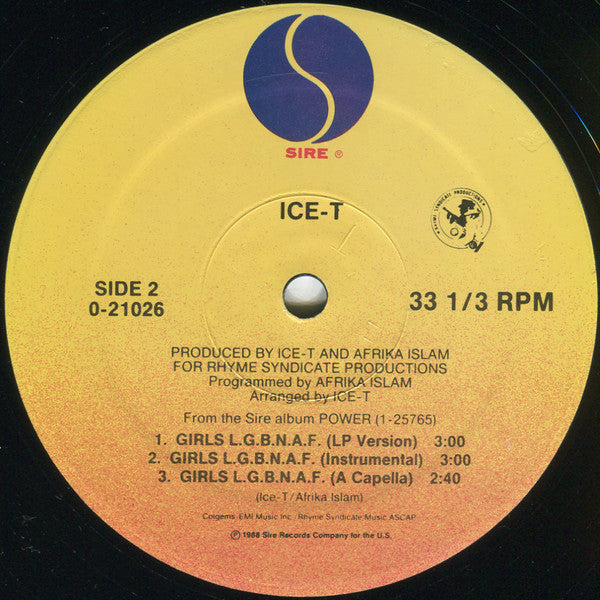 SIRE ®
ICE-T
RHYME SYNDICATE PRODUCTIONS
SIDE 2
0-21026
33 1/3 RPM
PRODUCED BY ICE-T AND AFRIKA ISLAM
FOR RHYME SYNDICATE PRODUCTIONS
Programmed by AFRIKA ISLAM
Arranged by ICE-T
From the Sire album POWER (1-25765)
1. GIRLS L.G.B.N.A.F. (LP Version) 3:00
2. GIRLS L.G.B.N.A.F. (Instrumental) 3:00
3. GIRLS L.G.B.N.A.F. (A Capella) 2:40
(Ice-T/Afrika Islam)
Colgems-EMI Music Inc./Rhyme Syndicate Music ASCAP
℗ 1988 Sire Records Company for the U.S.